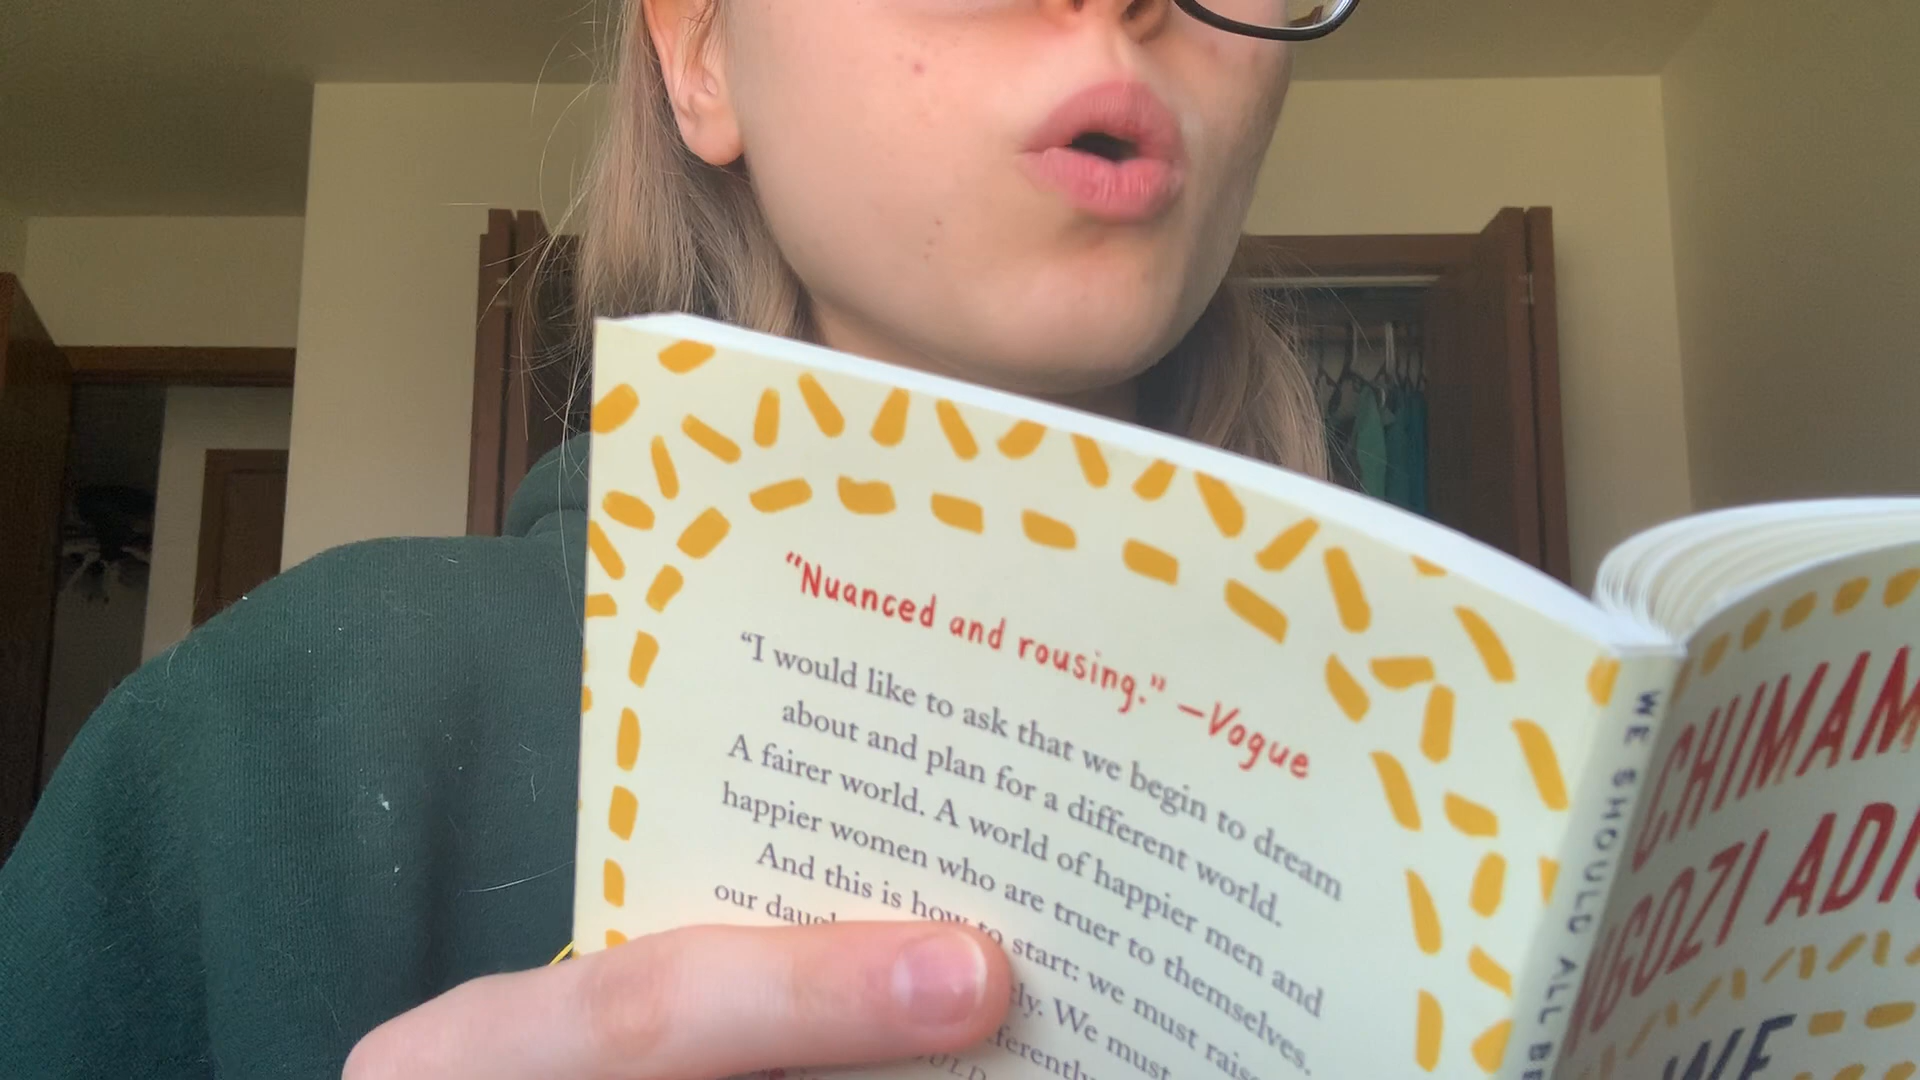 “Nuanced and rousing.” —Vogue
“I would like to ask that we begin to dream
about and plan for a different world.
A fairer world. A world of happier men and
happier women who are truer to themselves.
And this is how to start: we must raise
our
We must
WE SHOULD ALL BE
CHIMAM
NGOZI ADI
WE